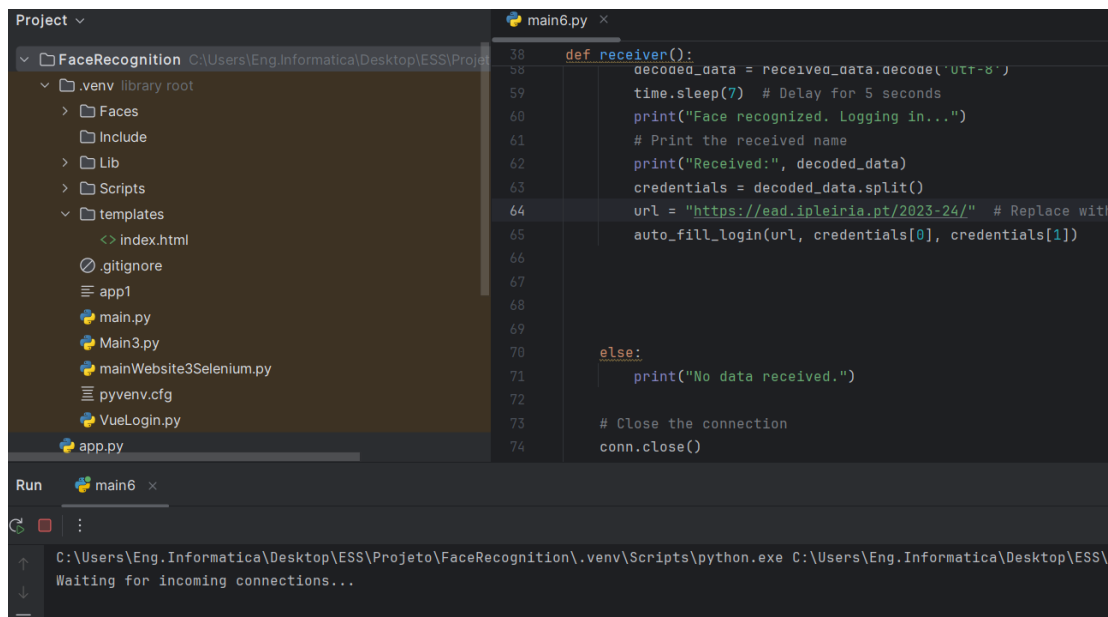 Project
FaceRecognition C:\Users\Eng.Informatica\Desktop\ESS\Projet
.venv library root
Faces
Include
Lib
Scripts
templates
<> index.html
.gitignore
app1
main.py
Main3.py
mainWebsite3Selenium.py
pyvenv.cfg
VueLogin.py
app.py
main6.py ×
38 def receiver():
58 decoded_data = received_data.decode('utf-8')
59 time.sleep(7) # Delay for 5 seconds
60 print("Face recognized. Logging in...")
61 # Print the received name
62 print("Received:", decoded_data)
63 credentials = decoded_data.split()
64 url = "https://ead.ipleiria.pt/2023-24/" # Replace with
65 auto_fill_login(url, credentials[0], credentials[1])
66
67
68
69
70 else:
71 print("No data received.")
72
73 # Close the connection
74 conn.close()
Run main6 ×
C:\Users\Eng.Informatica\Desktop\ESS\Projeto\FaceRecognition\.venv\Scripts\python.exe C:\Users\Eng.Informatica\Desktop\ESS\
Waiting for incoming connections...